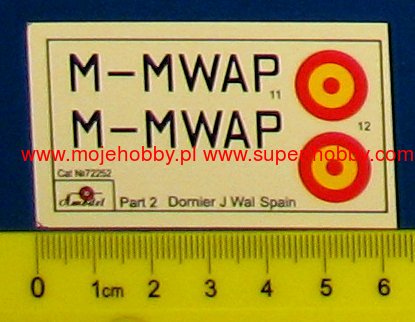 M-MWAP
11
M-MWAP
12
www.mojehobby.pl www.superhobby.com
Cat №72252
Amodel
Part 2 Dornier J Wal Spain
0 1cm 2 3 4 5 6